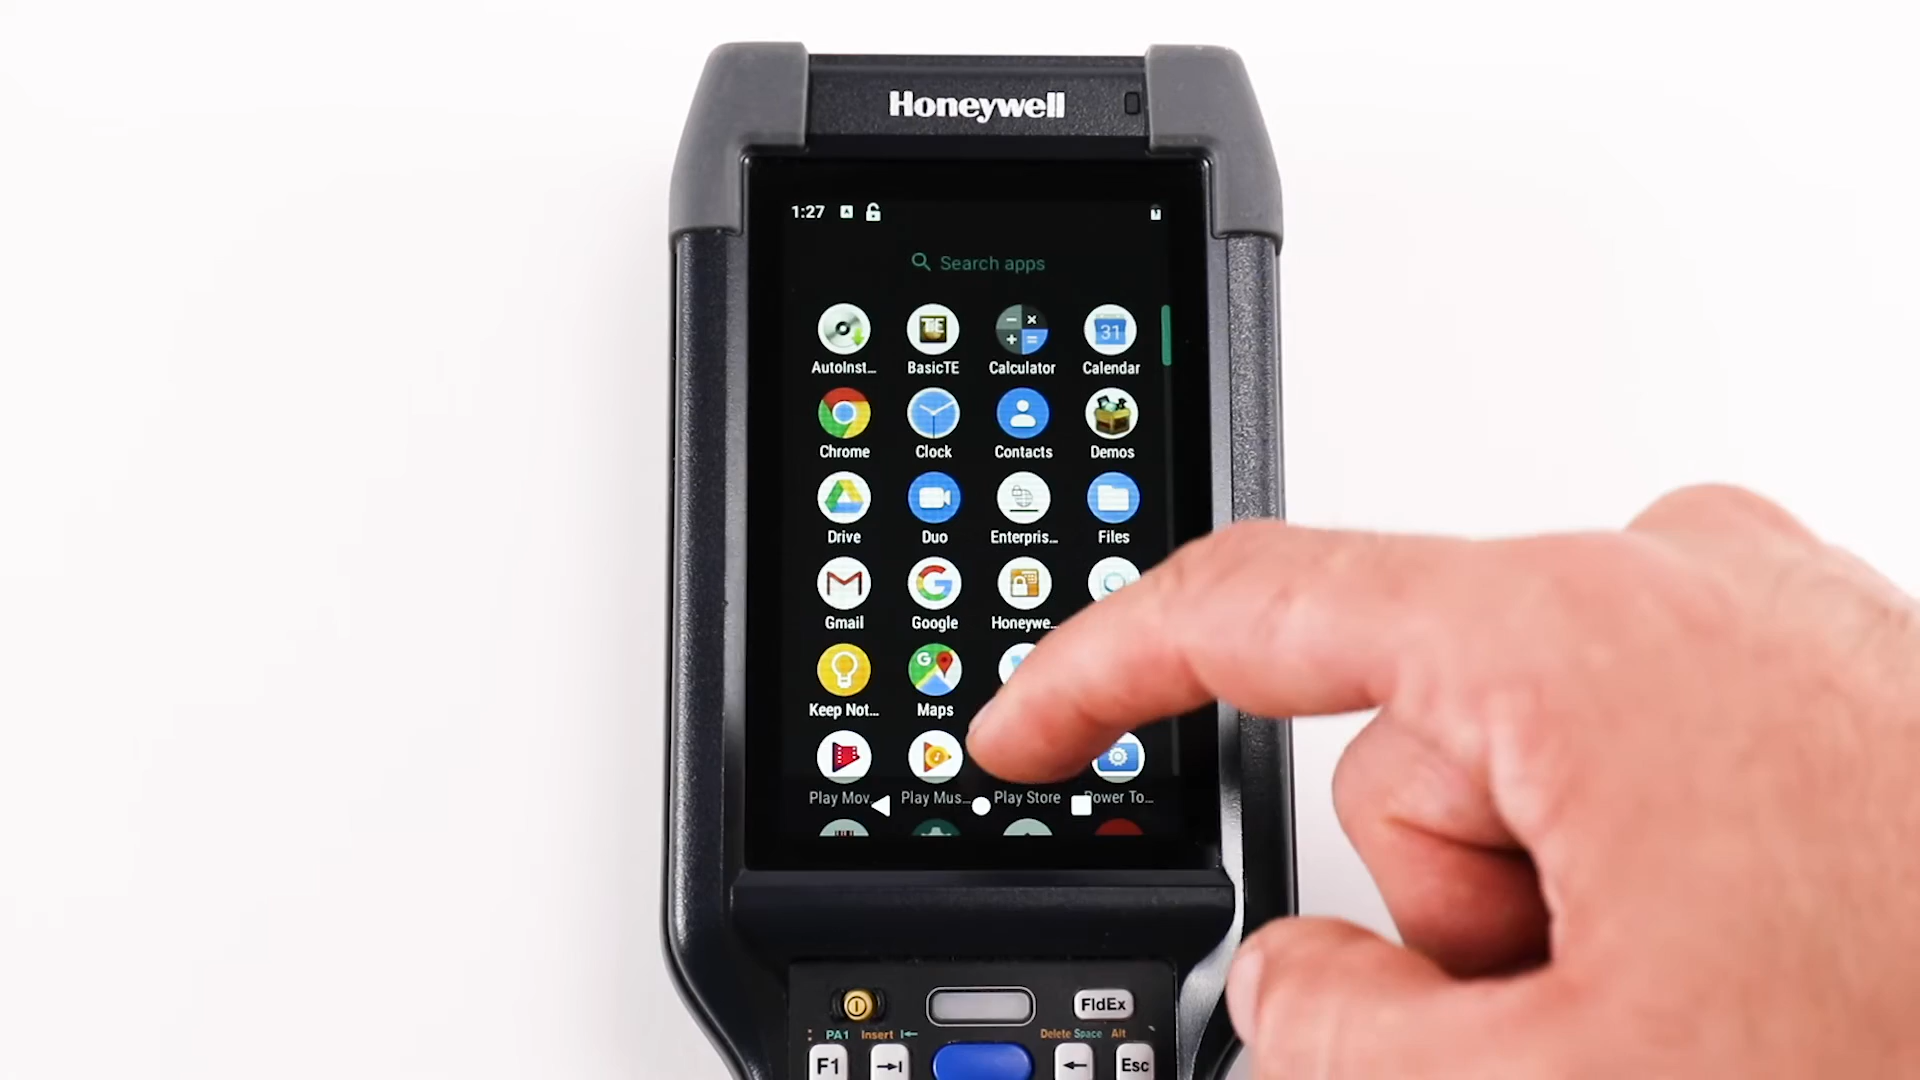 Honeywell
1:27
Search apps
AutoInst... BasicTE Calculator Calendar
31
Chrome Clock Contacts Demos
Drive Duo Enterpris... Files
Gmail Google Honeywe...
Keep Not... Maps
Play Mov... Play Mus... Play Store Power To...
FldEx
PA1 Insert Delete Space Alt
F1 Esc